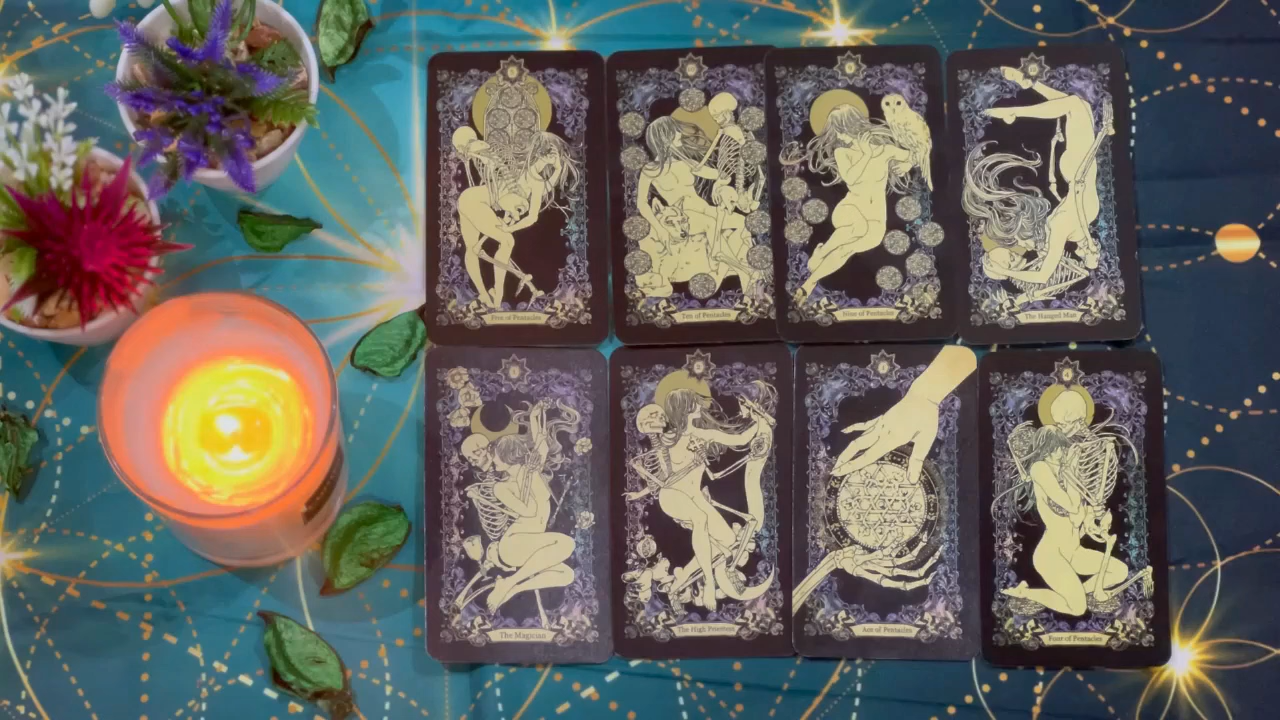 Five of Pentacles
Ten of Pentacles
Nine of Pentacles
The Hanged Man
The Magician
The High Priestess
Ace of Pentacles
Four of Pentacles